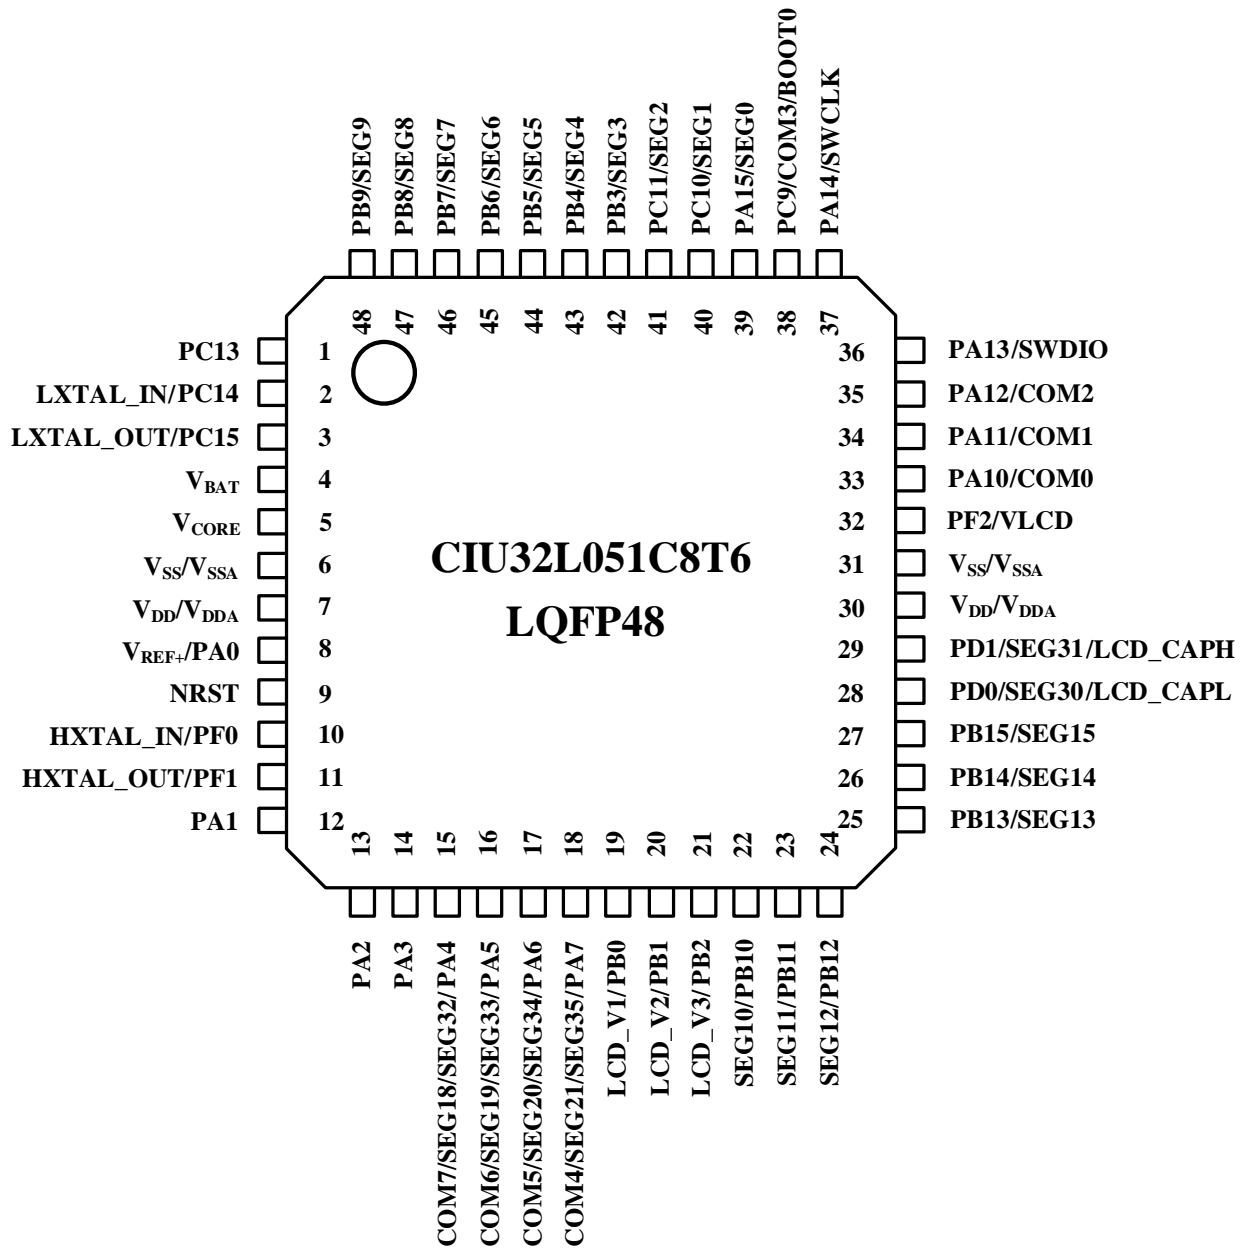 PB9/SEG9
PB8/SEG8
PB7/SEG7
PB6/SEG6
PB5/SEG5
PB4/SEG4
PB3/SEG3
PC11/SEG2
PC10/SEG1
PA15/SEG0
PC9/COM3/BOOT0
PA14/SWCLK
48
47
46
45
44
43
42
41
40
39
38
37
PC13 1
LXTAL_IN/PC14 2
LXTAL_OUT/PC15 3
VBAT 4
VCORE 5
VSS/VSSA 6
VDD/VDDA 7
VREF+/PA0 8
NRST 9
HXTAL_IN/PF0 10
HXTAL_OUT/PF1 11
PA1 12
CIU32L051C8T6
LQFP48
36 PA13/SWDIO
35 PA12/COM2
34 PA11/COM1
33 PA10/COM0
32 PF2/VLCD
31 VSS/VSSA
30 VDD/VDDA
29 PD1/SEG31/LCD_CAPH
28 PD0/SEG30/LCD_CAPL
27 PB15/SEG15
26 PB14/SEG14
25 PB13/SEG13
13
14
15
16
17
18
19
20
21
22
23
24
PA2
PA3
COM7/SEG18/SEG32/PA4
COM6/SEG19/SEG33/PA5
COM5/SEG20/SEG34/PA6
COM4/SEG21/SEG35/PA7
LCD_V1/PB0
LCD_V2/PB1
LCD_V3/PB2
SEG10/PB10
SEG11/PB11
SEG12/PB12